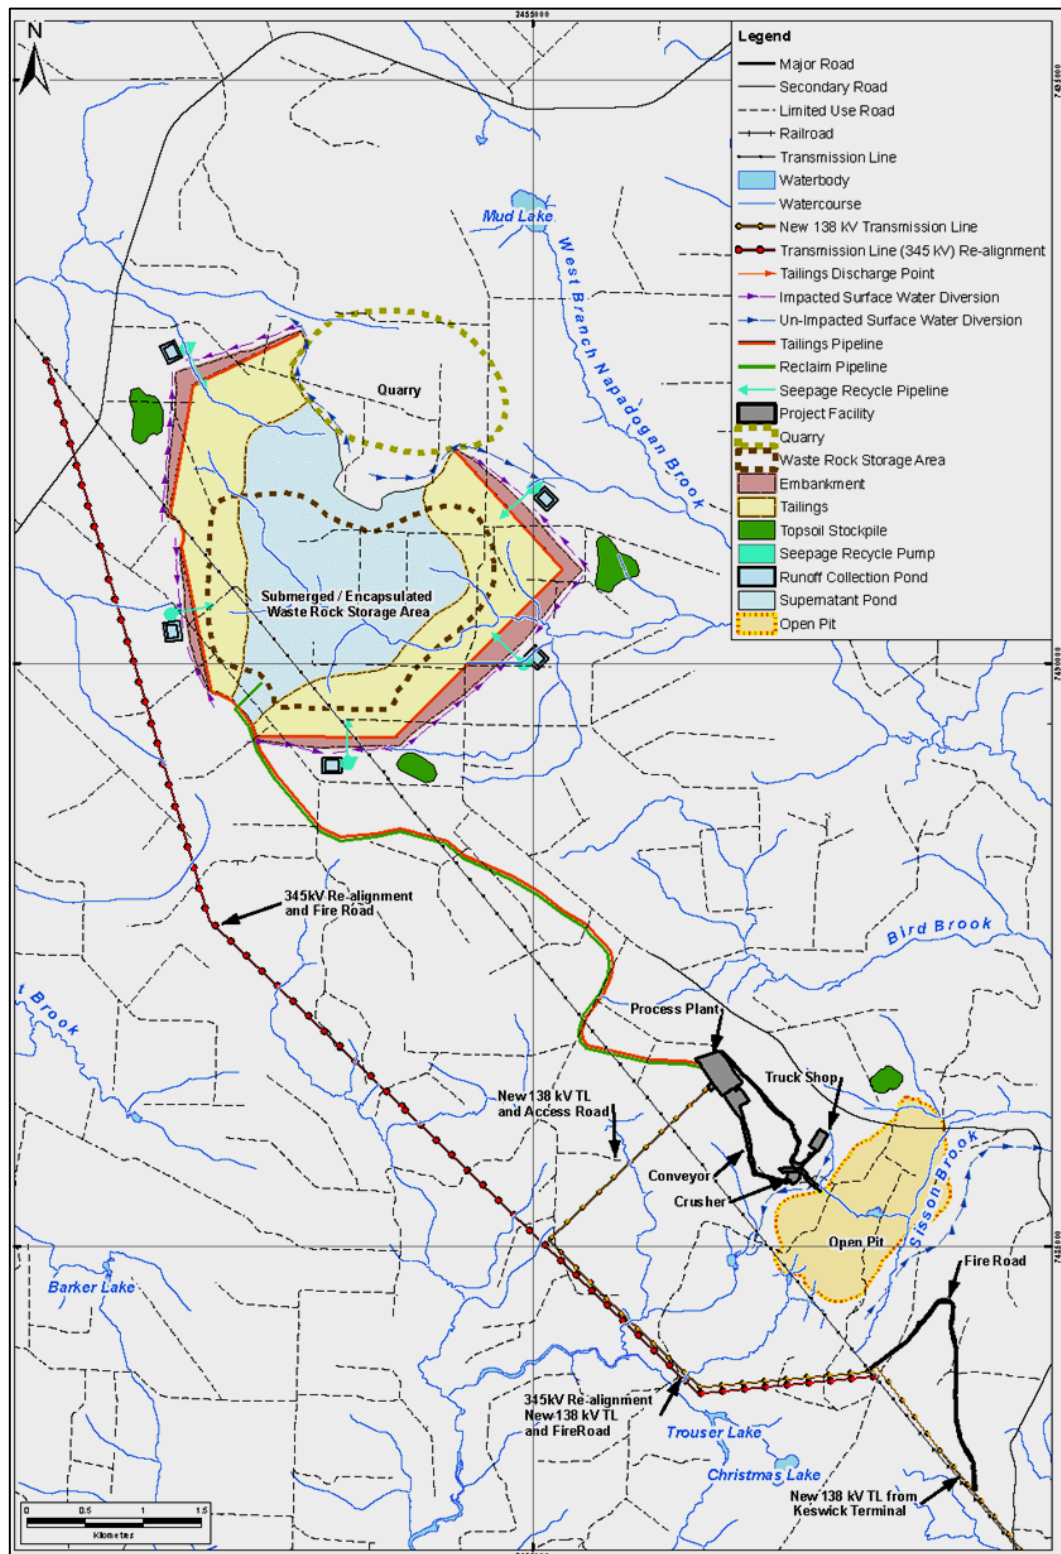 2455000
N
7495000
Legend
Major Road
Secondary Road
Limited Use Road
Railroad
Transmission Line
Waterbody
Watercourse
New 138 kV Transmission Line
Transmission Line (345 kV) Re-alignment
Tailings Discharge Point
Impacted Surface Water Diversion
Un-Impacted Surface Water Diversion
Tailings Pipeline
Reclaim Pipeline
Seepage Recycle Pipeline
Project Facility
Quarry
Waste Rock Storage Area
Embankment
Tailings
Topsoil Stockpile
Seepage Recycle Pump
Runoff Collection Pond
Supernatant Pond
Open Pit
Mud Lake
West Branch Napadogan Brook
Quarry
Submerged / Encapsulated
Waste Rock Storage Area
7490000
345kV Re-alignment
and Fire Road
Bird Brook
t Brook
Process Plant
Truck Shop
New 138 kV TL
and Access Road
Conveyor
Crusher
Sisson Brook
Open Pit
7485000
Fire Road
Barker Lake
345kV Re-alignment
New 138 kV TL
and FireRoad
Trouser Lake
Christmas Lake
New 138 kV TL from
Keswick Terminal
0 0.5 1 1.5
Kilometres